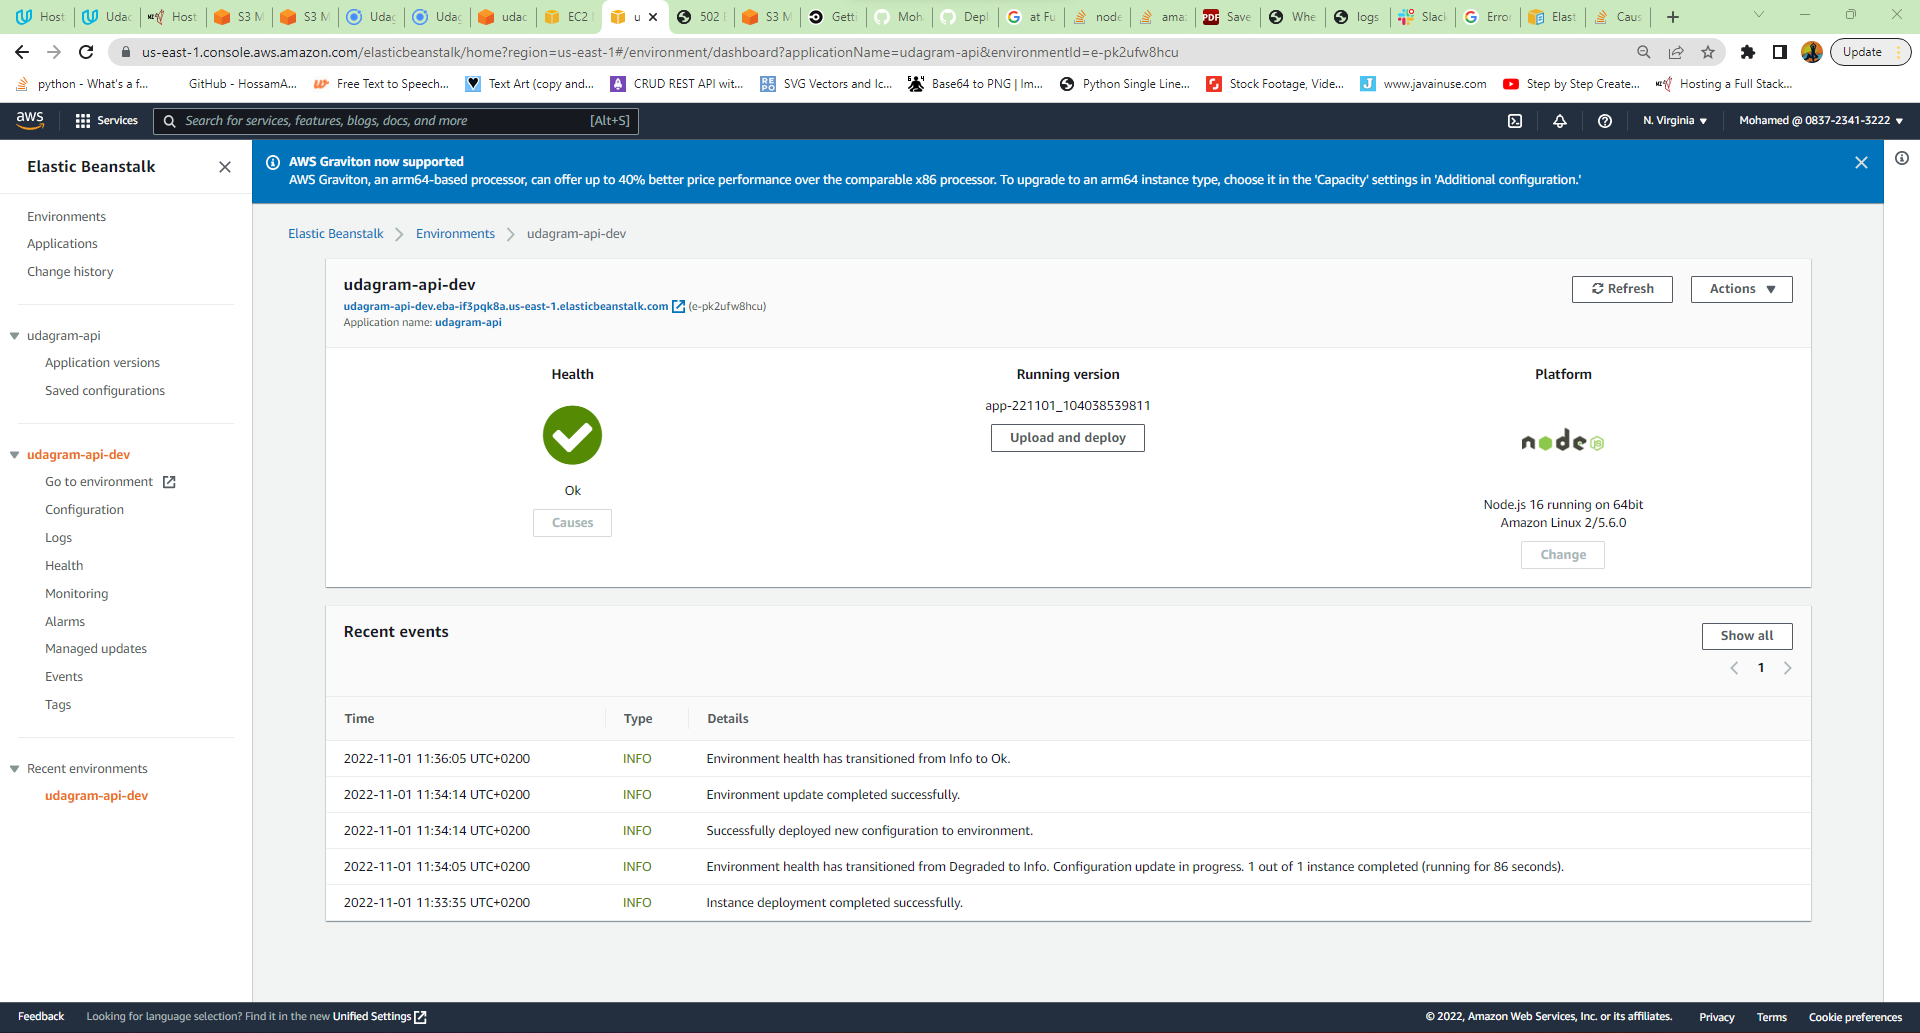 Host
Udac
Host
S3 M
S3 M
Udag
Udag
udac
EC2
u
502
S3 M
Getti
Moh
Depl
at Fu
node
amaz
PDF Save
Whe
logs
Slac
Error
Elast
Caus
us-east-1.console.aws.amazon.com/elasticbeanstalk/home?region=us-east-1#/environment/dashboard?applicationName=udagram-api&environmentId=e-pk2ufw8hcu
Update
python - What's a f...
GitHub - HossamA...
Free Text to Speech...
Text Art (copy and...
CRUD REST API wit...
REPO SVG Vectors and Ic...
Base64 to PNG | Im...
Python Single Line...
Stock Footage, Vide...
J www.javainuse.com
Step by Step Create...
Hosting a Full Stack...
aws
Services
Search for services, features, blogs, docs, and more [Alt+S]
N. Virginia
Mohamed @ 0837-2341-3222
Elastic Beanstalk
Environments
Applications
Change history
udagram-api
Application versions
Saved configurations
udagram-api-dev
Go to environment
Configuration
Logs
Health
Monitoring
Alarms
Managed updates
Events
Tags
Recent environments
udagram-api-dev
AWS Graviton now supported
AWS Graviton, an arm64-based processor, can offer up to 40% better price performance over the comparable x86 processor. To upgrade to an arm64 instance type, choose it in the 'Capacity' settings in 'Additional configuration.'
Elastic Beanstalk
Environments
udagram-api-dev
udagram-api-dev
udagram-api-dev.eba-if3pqk8a.us-east-1.elasticbeanstalk.com (e-pk2ufw8hcu)
Application name: udagram-api
Refresh
Actions
Health
Ok
Causes
Running version
app-221101_104038539811
Upload and deploy
Platform
node JS
Node.js 16 running on 64bit
Amazon Linux 2/5.6.0
Change
Recent events
Show all
1
Time Type Details
2022-11-01 11:36:05 UTC+0200 INFO Environment health has transitioned from Info to Ok.
2022-11-01 11:34:14 UTC+0200 INFO Environment update completed successfully.
2022-11-01 11:34:14 UTC+0200 INFO Successfully deployed new configuration to environment.
2022-11-01 11:34:05 UTC+0200 INFO Environment health has transitioned from Degraded to Info. Configuration update in progress. 1 out of 1 instance completed (running for 86 seconds).
2022-11-01 11:33:35 UTC+0200 INFO Instance deployment completed successfully.
Feedback
Looking for language selection? Find it in the new Unified Settings
© 2022, Amazon Web Services, Inc. or its affiliates.
Privacy
Terms
Cookie preferences